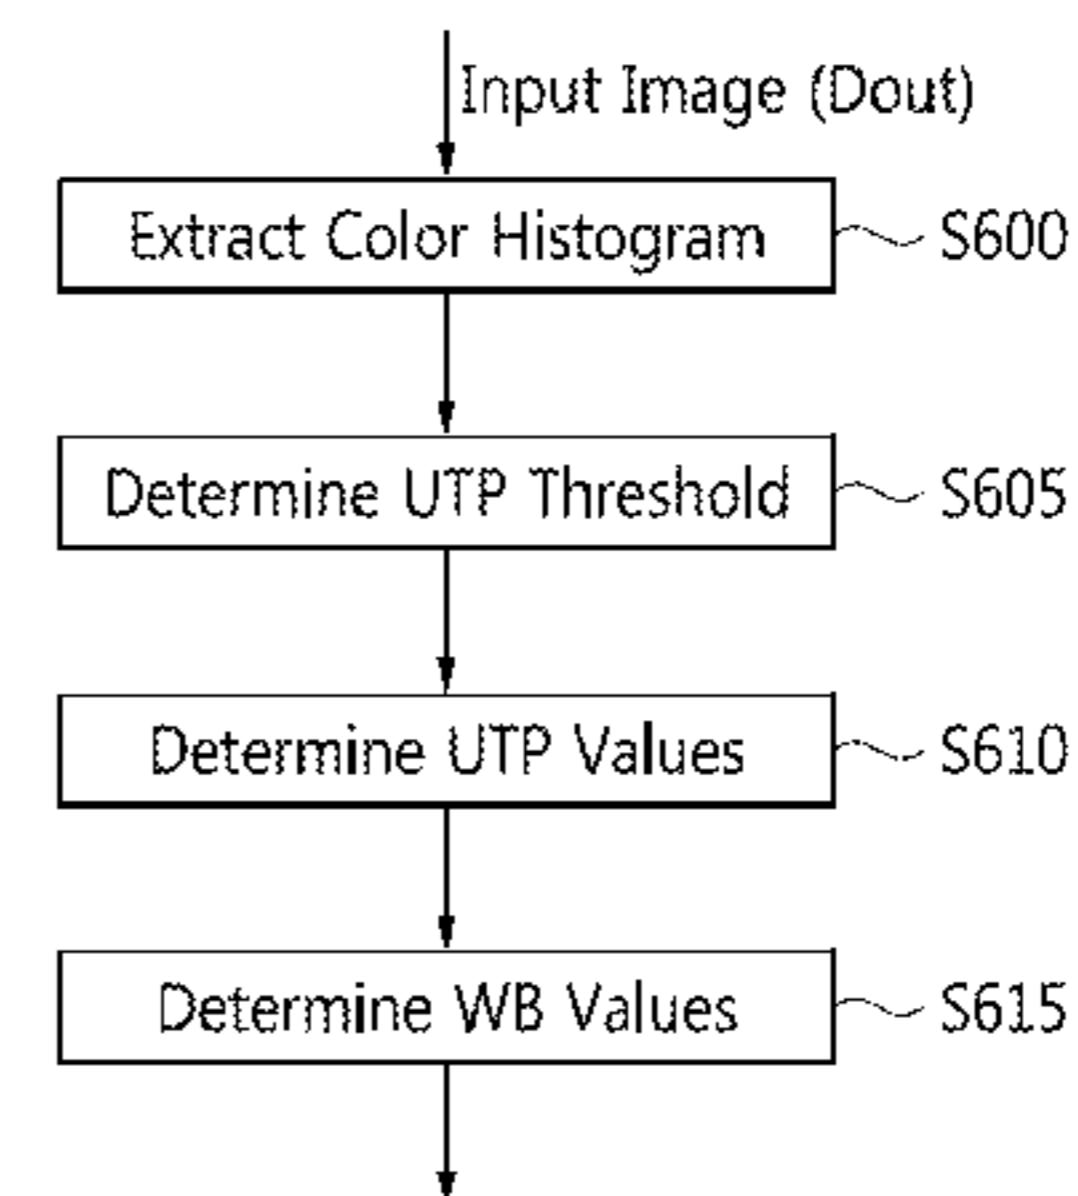 Input Image (Dout)
Extract Color Histogram S600
Determine UTP Threshold S605
Determine UTP Values S610
Determine WB Values S615